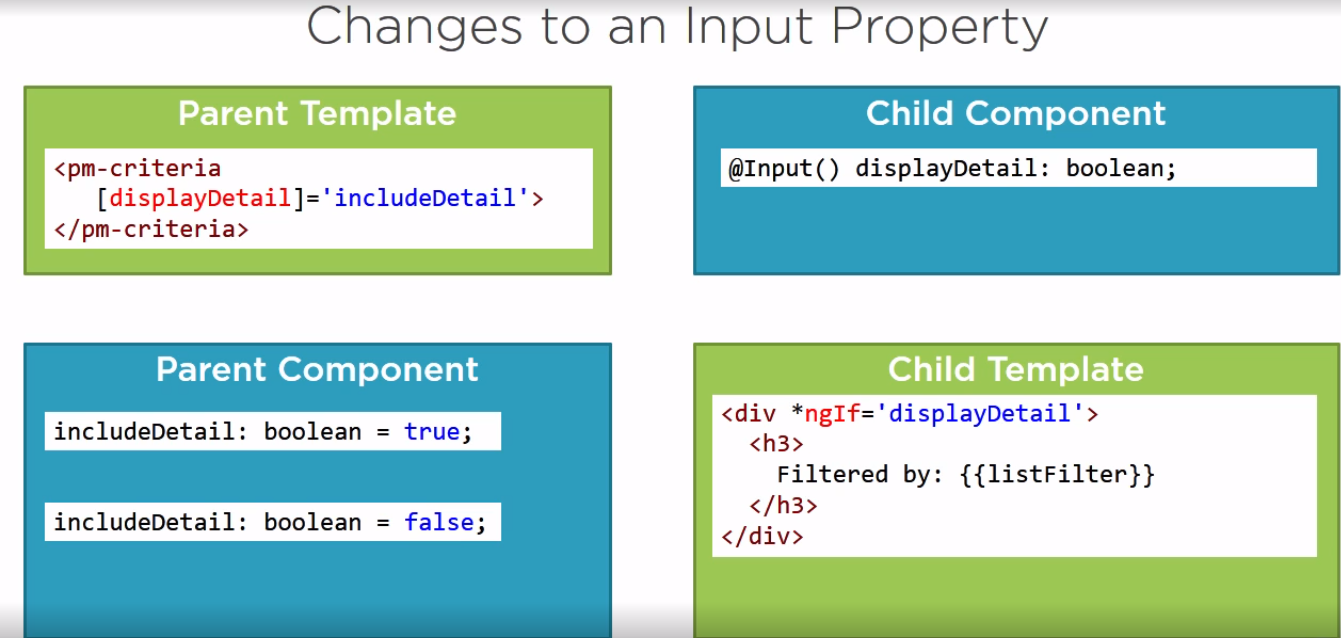 Changes to an Input Property
Parent Template
<pm-criteria
[displayDetail]='includeDetail'>
</pm-criteria>
Child Component
@Input() displayDetail: boolean;
Parent Component
includeDetail: boolean = true;
includeDetail: boolean = false;
Child Template
<div *ngIf='displayDetail'>
<h3>
Filtered by: {{listFilter}}
</h3>
</div>